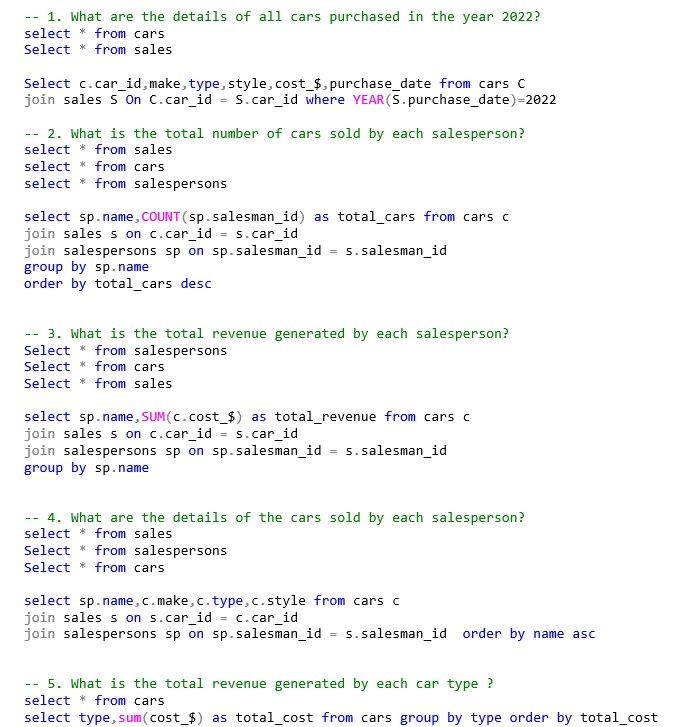 -- 1. What are the details of all cars purchased in the year 2022?
select * from cars
Select * from sales
Select c.car_id,make,type,style,cost_$,purchase_date from cars C
join sales S On C.car_id = S.car_id where YEAR(S.purchase_date)=2022
-- 2. What is the total number of cars sold by each salesperson?
select * from sales
select * from cars
select * from salespersons
select sp.name,COUNT(sp.salesman_id) as total_cars from cars c
join sales s on c.car_id = s.car_id
join salespersons sp on sp.salesman_id = s.salesman_id
group by sp.name
order by total_cars desc
-- 3. What is the total revenue generated by each salesperson?
Select * from salespersons
Select * from cars
Select * from sales
select sp.name,SUM(c.cost_$) as total_revenue from cars c
join sales s on c.car_id = s.car_id
join salespersons sp on sp.salesman_id = s.salesman_id
group by sp.name
-- 4. What are the details of the cars sold by each salesperson?
select * from sales
Select * from salespersons
Select * from cars
select sp.name,c.make,c.type,c.style from cars c
join sales s on s.car_id = c.car_id
join salespersons sp on sp.salesman_id = s.salesman_id  order by name asc
-- 5. What is the total revenue generated by each car type ?
select * from cars
select type,sum(cost_$) as total_cost from cars group by type order by total_cost